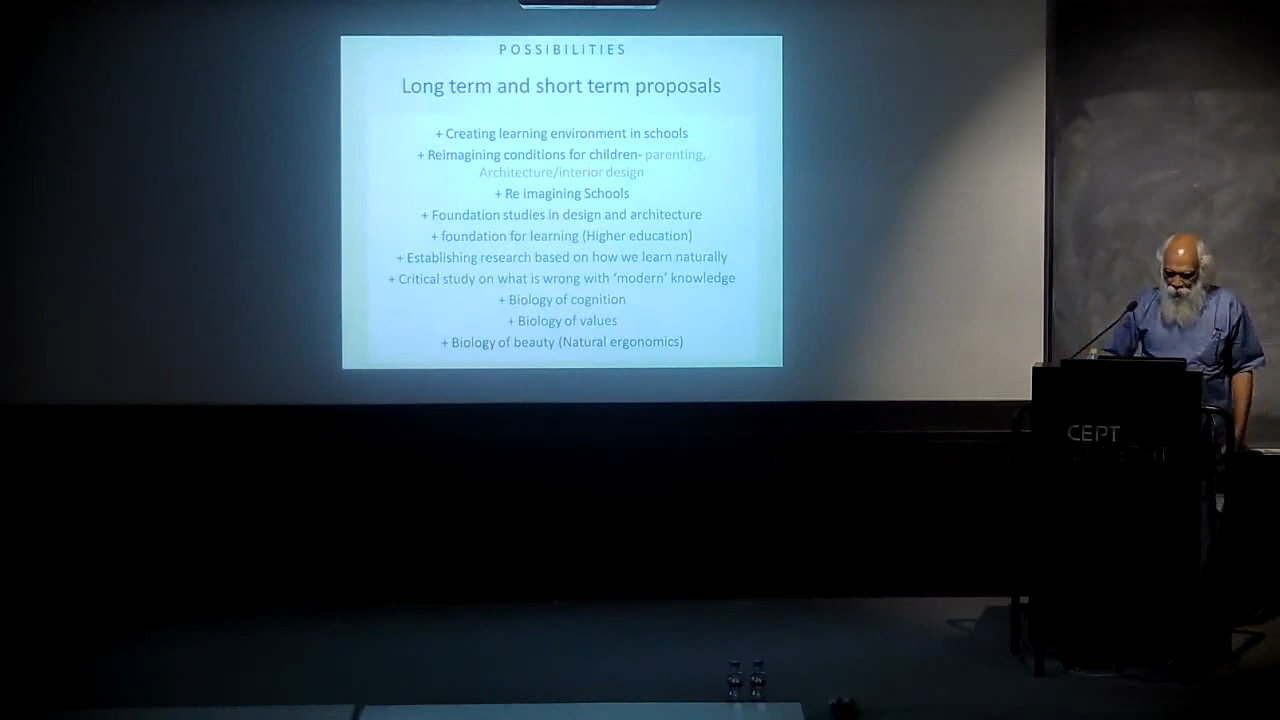 POSSIBILITIES
Long term and short term proposals
+ Creating learning environment in schools
+ Reimagining conditions for children- parenting,
Architecture/interior design
+ Re imagining Schools
+ Foundation studies in design and architecture
+ foundation for learning (Higher education)
+ Establishing research based on how we learn naturally
+ Critical study on what is wrong with ‘modern’ knowledge
+ Biology of cognition
+ Biology of values
+ Biology of beauty (Natural ergonomics)
CEPT